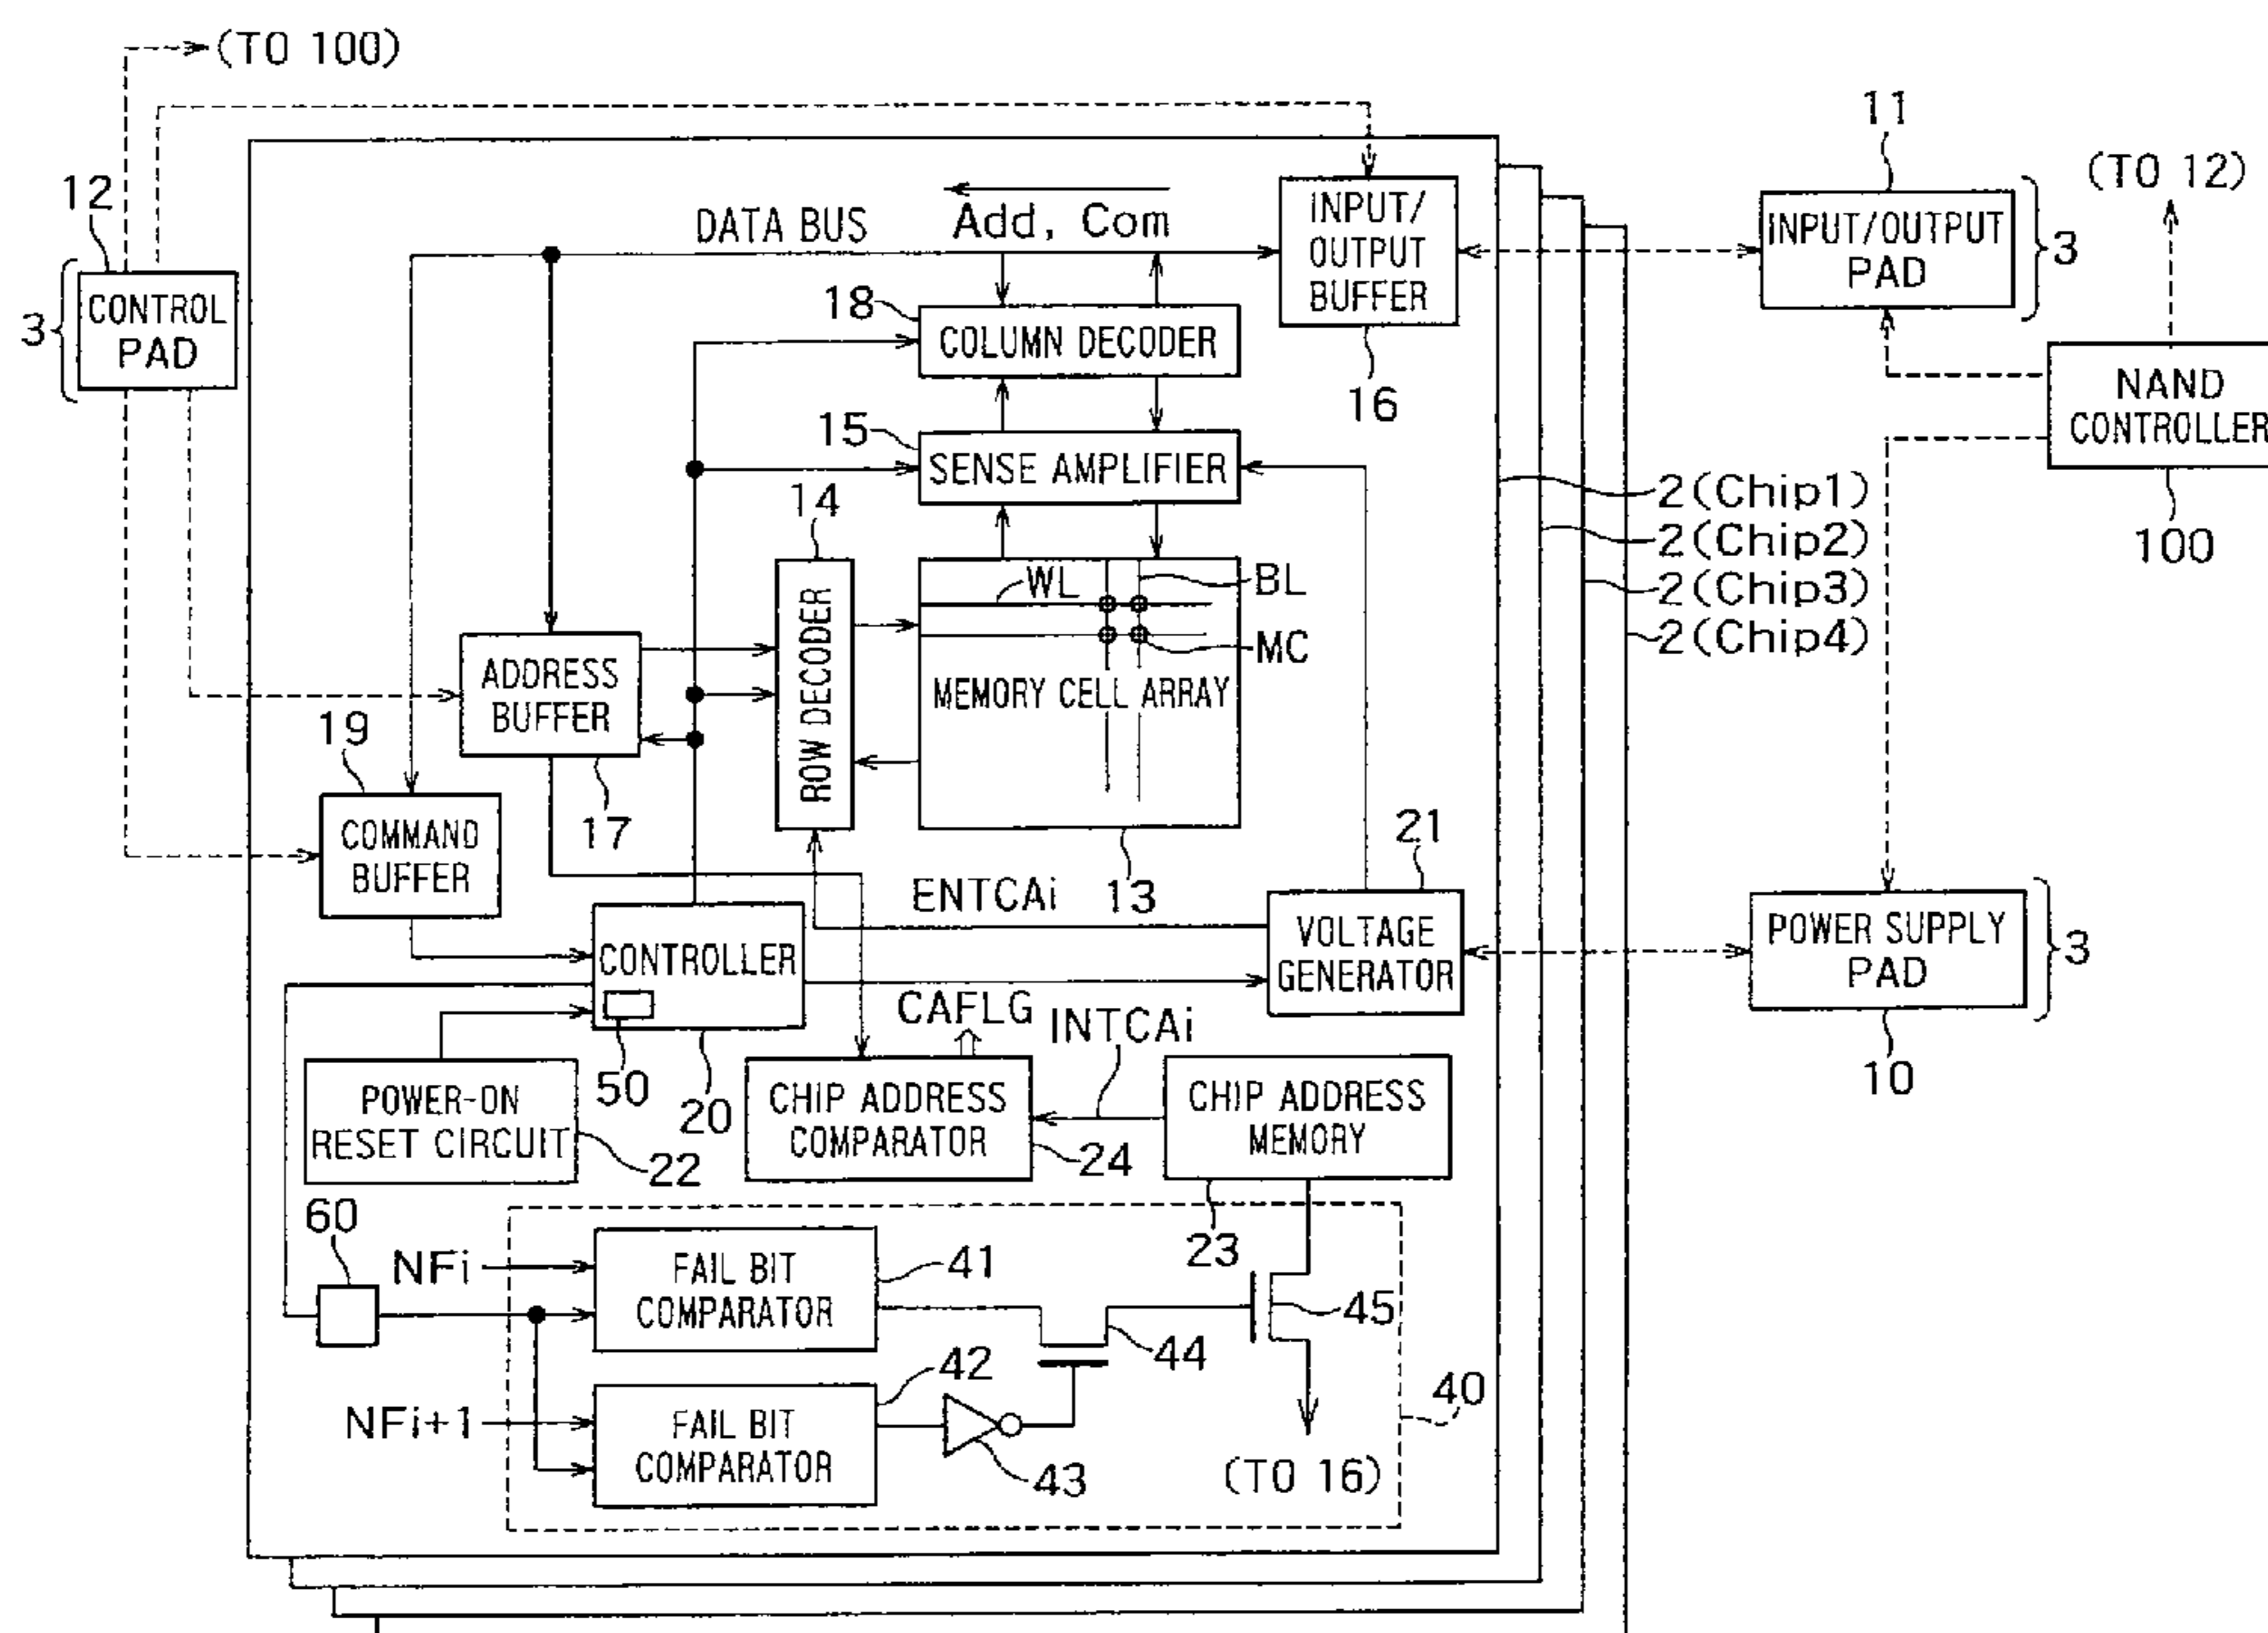 (TO 100)
11
(TO 12)
12
DATA BUS
Add, Com
INPUT/
OUTPUT
BUFFER
INPUT/OUTPUT
PAD
3
3
CONTROL
PAD
18
COLUMN DECODER
16
NAND
CONTROLLER
15
SENSE AMPLIFIER
14
2(Chip1)
2(Chip2)
2(Chip3)
2(Chip4)
100
WL
BL
MC
ROW DECODER
MEMORY CELL ARRAY
ADDRESS
BUFFER
19
17
COMMAND
BUFFER
13
21
ENTCAi
CONTROLLER
50
20
VOLTAGE
GENERATOR
POWER SUPPLY
PAD
3
10
CAFLG
INTCAi
POWER-ON
RESET CIRCUIT
22
CHIP ADDRESS
COMPARATOR
24
CHIP ADDRESS
MEMORY
23
60
NFi
FAIL BIT
COMPARATOR
41
44
45
NFi+1
FAIL BIT
COMPARATOR
42
43
40
(TO 16)